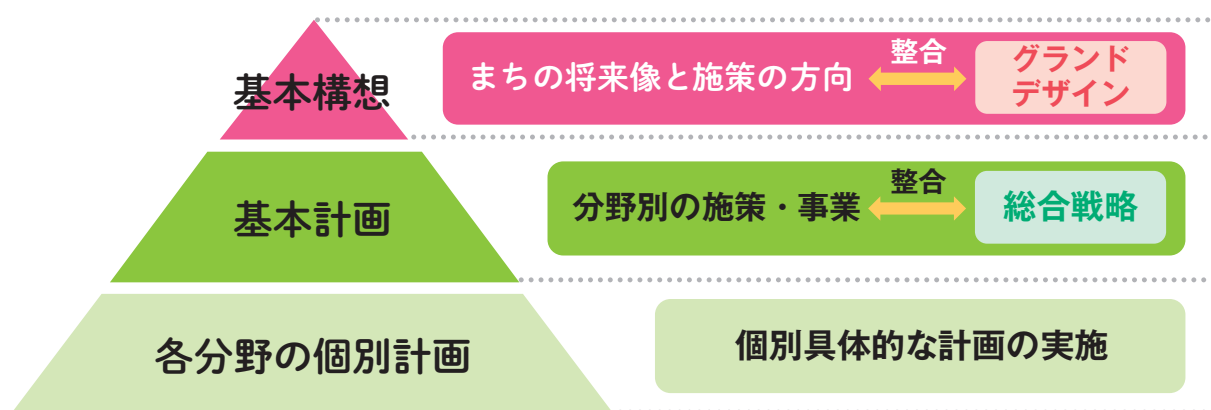 基本構想
まちの将来像と施策の方向
整合
グランド
デザイン
基本計画
分野別の施策・事業
整合
総合戦略
各分野の個別計画
個別具体的な計画の実施